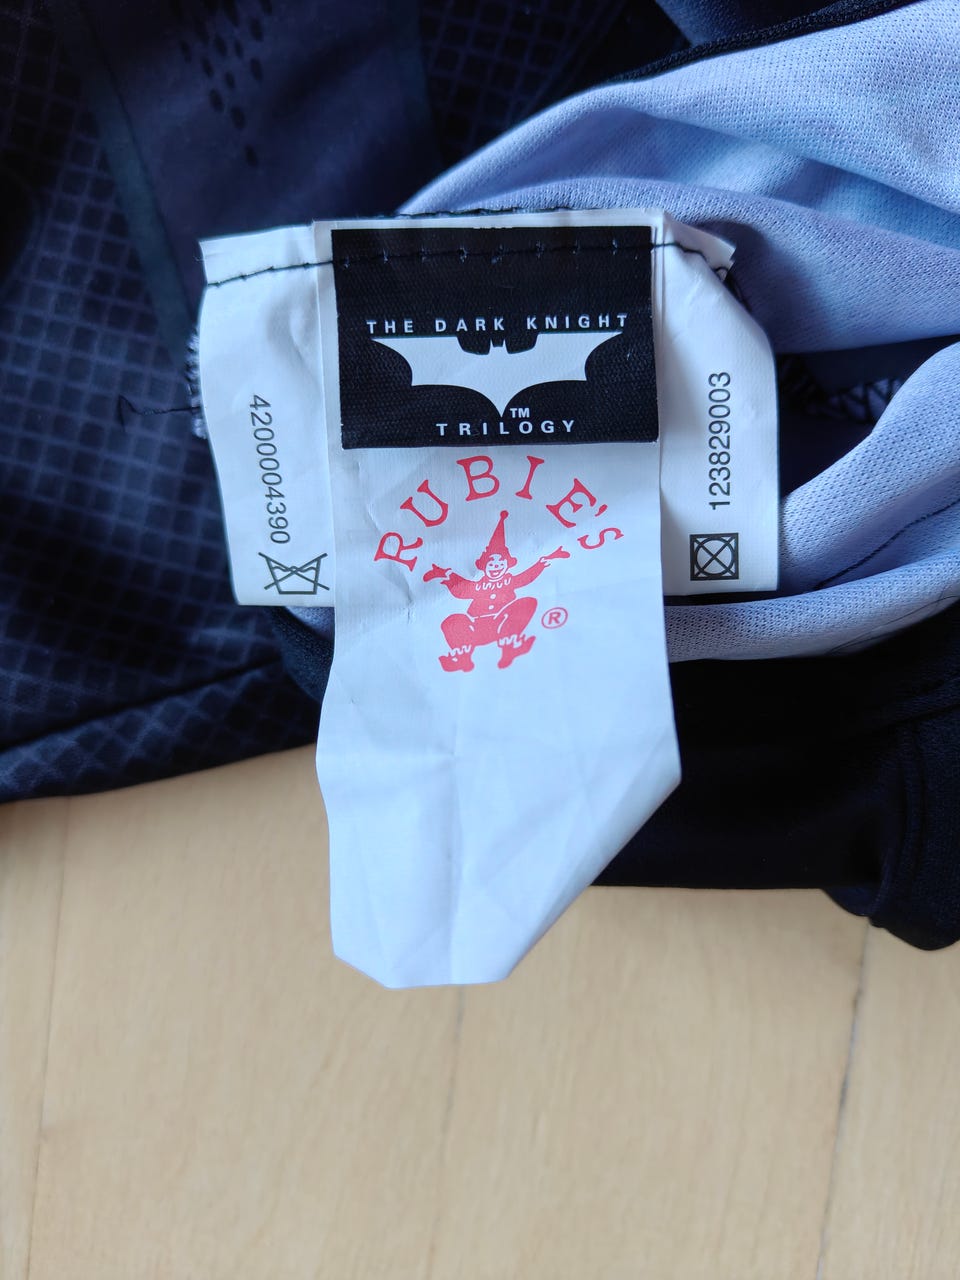 THE DARK KNIGHT
TM
TRILOGY
RUBIE'S
®
4200004390
123829003